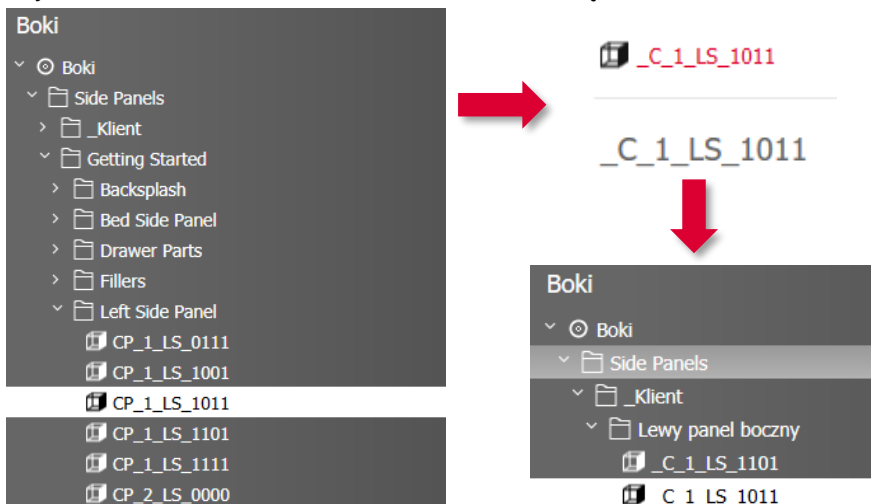 Boki
Boki
Side Panels
_Klient
Getting Started
Backsplash
Bed Side Panel
Drawer Parts
Fillers
Left Side Panel
CP_1_LS_0111
CP_1_LS_1001
CP_1_LS_1011
CP_1_LS_1101
CP_1_LS_1111
CP_2_LS_0000
_C_1_LS_1011
_C_1_LS_1011
Boki
Boki
Side Panels
_Klient
Lewy panel boczny
_C_1_LS_1101
_C_1_LS_1011